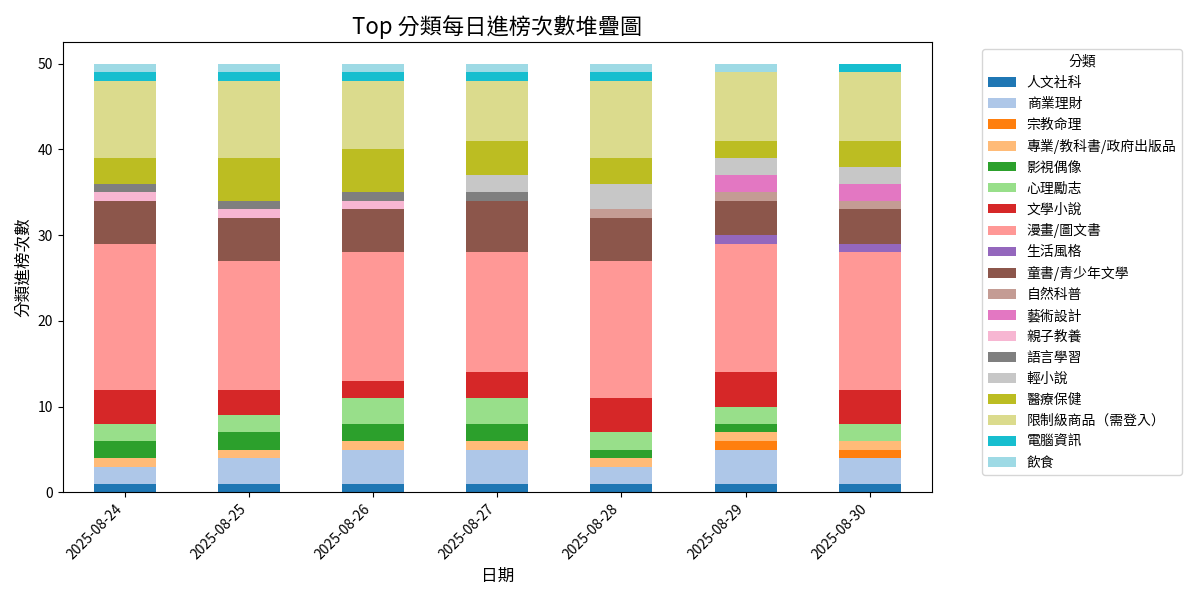 Top 分類每日進榜次數堆疊圖
分類進榜次數
50
40
30
20
10
0
2025-08-24
2025-08-25
2025-08-26
2025-08-27
2025-08-28
2025-08-29
2025-08-30
日期
分類
人文社科
商業理財
宗教命理
專業/教科書/政府出版品
影視偶像
心理勵志
文學小說
漫畫/圖文書
生活風格
童書/青少年文學
自然科普
藝術設計
親子教養
語言學習
輕小說
醫療保健
限制級商品（需登入）
電腦資訊
飲食